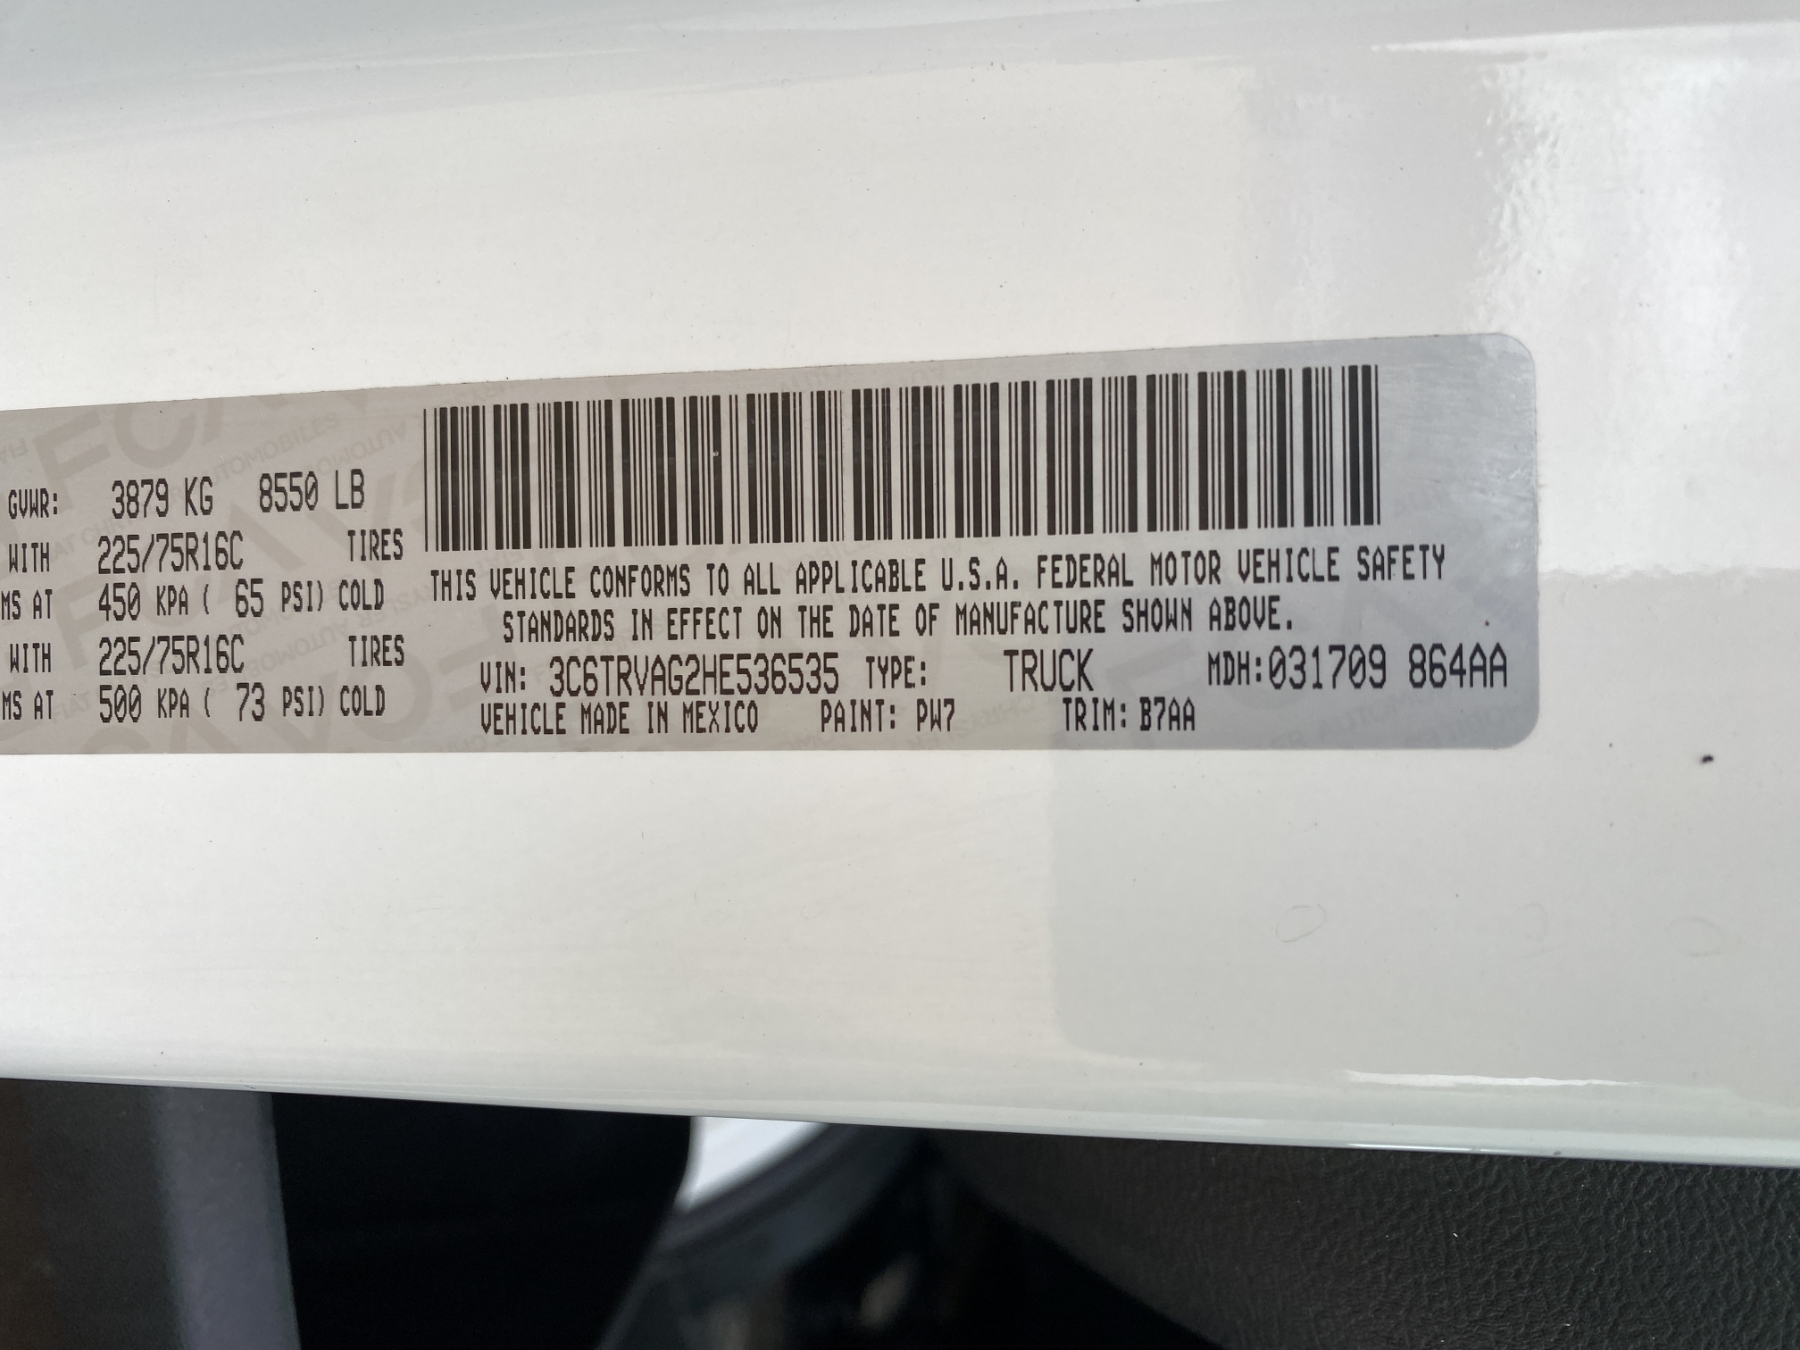 GVWR: 3879 KG 8550 LB
WITH 225/75R16C TIRES
MS AT 450 KPA ( 65 PSI) COLD
WITH 225/75R16C TIRES
MS AT 500 KPA ( 73 PSI) COLD
THIS VEHICLE CONFORMS TO ALL APPLICABLE U.S.A. FEDERAL MOTOR VEHICLE SAFETY
STANDARDS IN EFFECT ON THE DATE OF MANUFACTURE SHOWN ABOVE.
VIN: 3C6TRVAG2HE536535 TYPE: TRUCK MDH:031709 864AA
VEHICLE MADE IN MEXICO PAINT: PW7 TRIM: B7AA